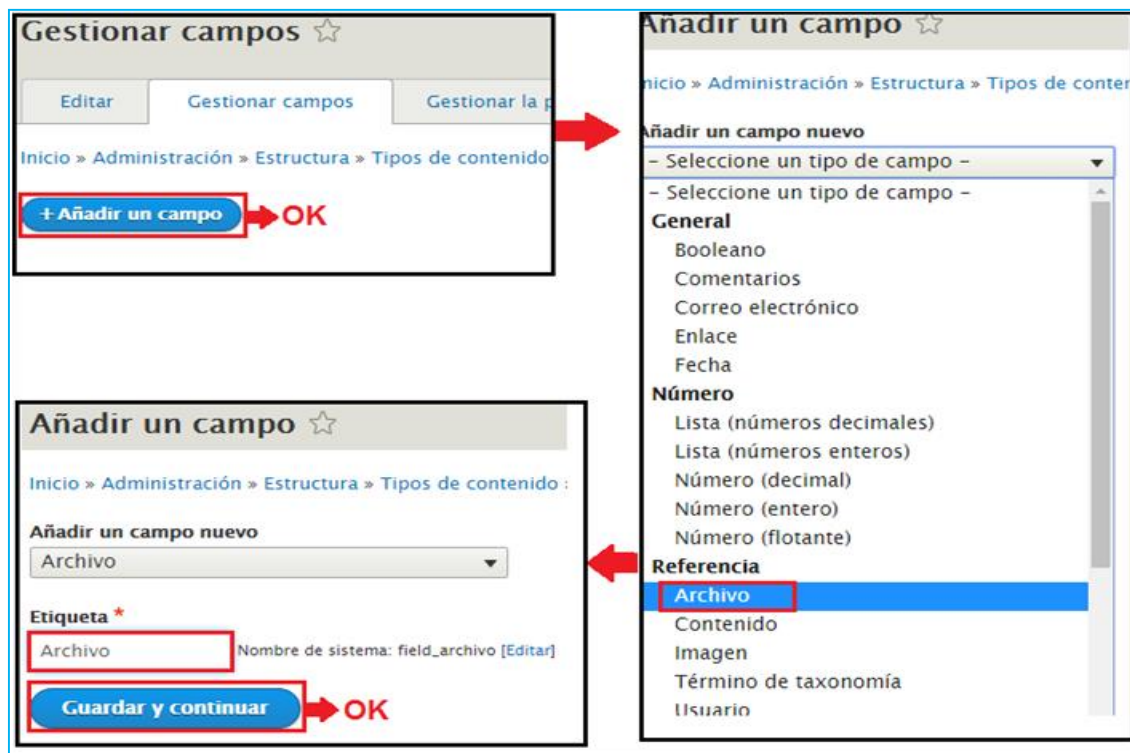 Gestionar campos
Editar Gestionar campos Gestionar la
Inicio » Administración » Estructura » Tipos de contenido
+ Añadir un campo OK
Añadir un campo
Inicio » Administración » Estructura » Tipos de
Añadir un campo nuevo
- Seleccione un tipo de campo -
- Seleccione un tipo de campo -
General
Booleano
Comentarios
Correo electrónico
Enlace
Fecha
Número
Lista (números decimales)
Lista (números enteros)
Número (decimal)
Número (entero)
Número (flotante)
Referencia
Archivo
Contenido
Imagen
Término de taxonomía
Usuario
Añadir un campo
Inicio » Administración » Estructura » Tipos de contenido
Añadir un campo nuevo
Archivo
Etiqueta *
Archivo Nombre de sistema: field_archivo [Editar]
Guardar y continuar OK